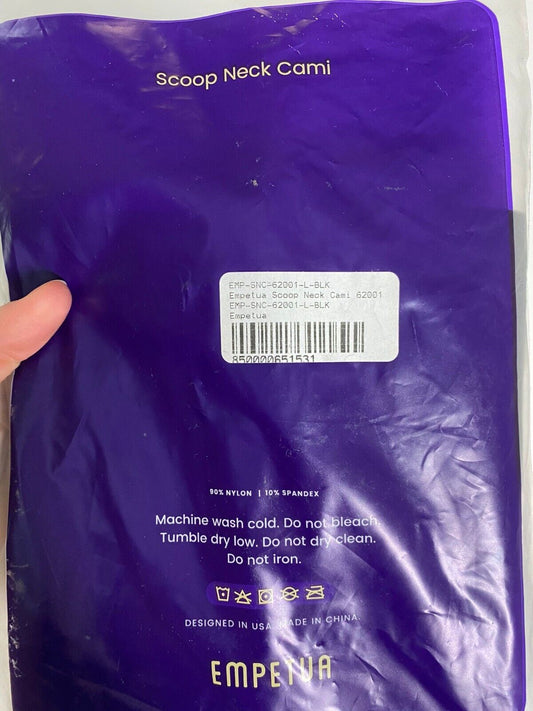 Scoop Neck Cami
EMP-SNC-62001-L-BLK
Empetua Scoop Neck Cami 62001
EMP-SNC-62001-L-BLK
Empetua
850000651531
90% NYLON | 10% SPANDEX
Machine wash cold. Do not bleach.
Tumble dry low. Do not dry clean.
Do not iron.
DESIGNED IN USA. MADE IN CHINA.
EMPETUA